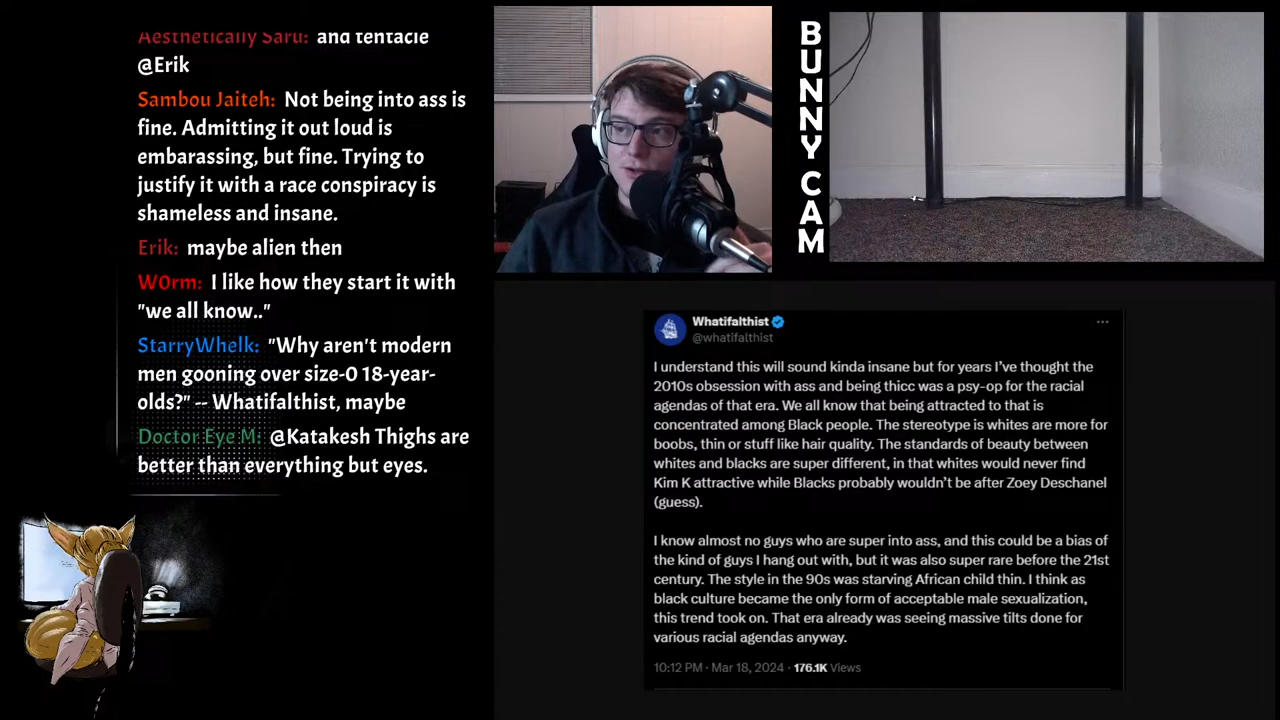 Aesthetically Saru: and tentacle
@Erik
Sambou Jaiteh: Not being into ass is
fine. Admitting it out loud is
embarassing, but fine. Trying to
justify it with a race conspiracy is
shameless and insane.
Erik: maybe alien then
W0rm: I like how they start it with
"we all know.."
StarryWhelk: "Why aren't modern
men gooning over size-0 18-year-
olds?" -- Whatifalthist, maybe
Doctor Eye M: @Katakesh Thighs are
better than everything but eyes.
BUNNY CAM
Whatifalthist
@whatifalthist
I understand this will sound kinda insane but for years I've thought the
2010s obsession with ass and being thicc was a psy-op for the racial
agendas of that era. We all know that being attracted to that is
concentrated among Black people. The stereotype is whites are more for
boobs, thin or stuff like hair quality. The standards of beauty between
whites and blacks are super different, in that whites would never find
Kim K attractive while Blacks probably wouldn't be after Zoey Deschanel
(guess).
I know almost no guys who are super into ass, and this could be a bias of
the kind of guys I hang out with, but it was also super rare before the 21st
century. The style in the 90s was starving African child thin. I think as
black culture became the only form of acceptable male sexualization,
this trend took on. That era already was seeing massive tilts done for
various racial agendas anyway.
10:12 PM · Mar 18, 2024 · 176.1K Views